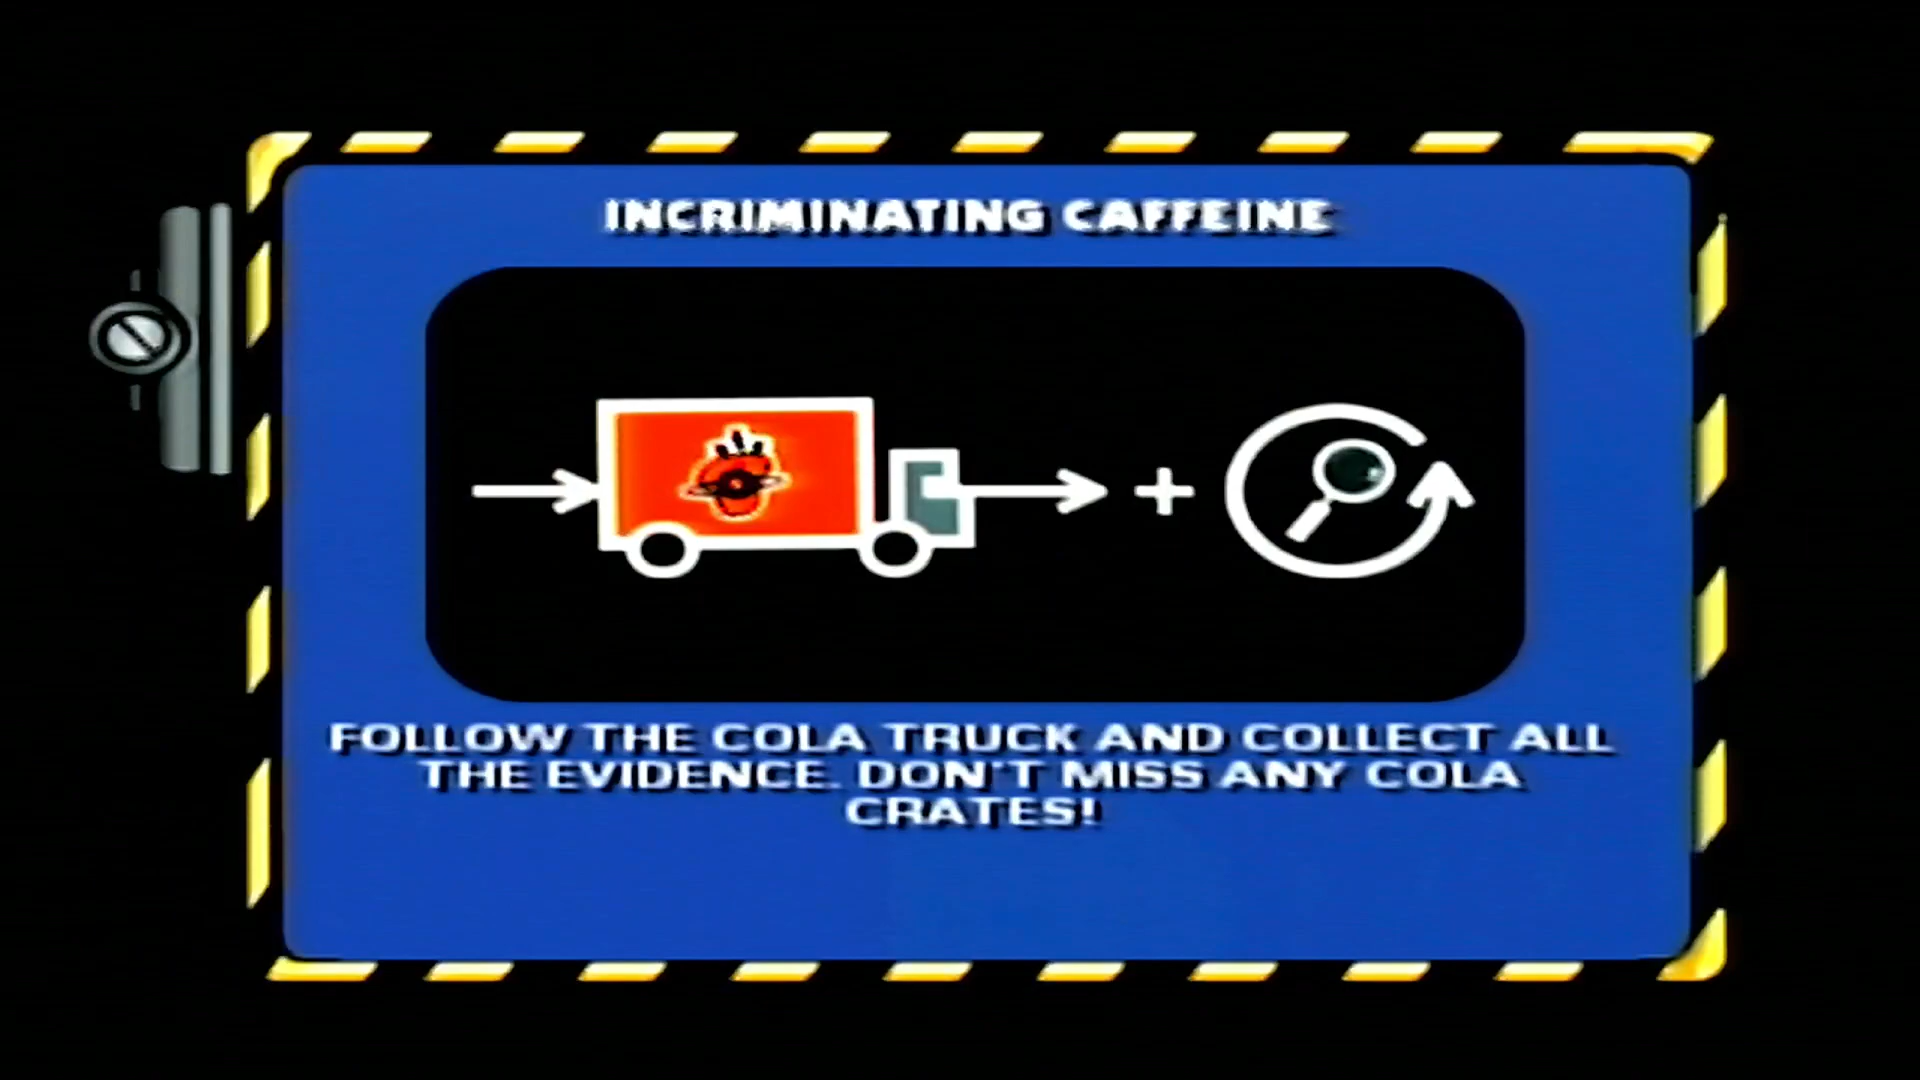 INCRIMINATING CAFFEINE
FOLLOW THE COLA TRUCK AND COLLECT ALL
THE EVIDENCE. DON'T MISS ANY COLA
CRATES!